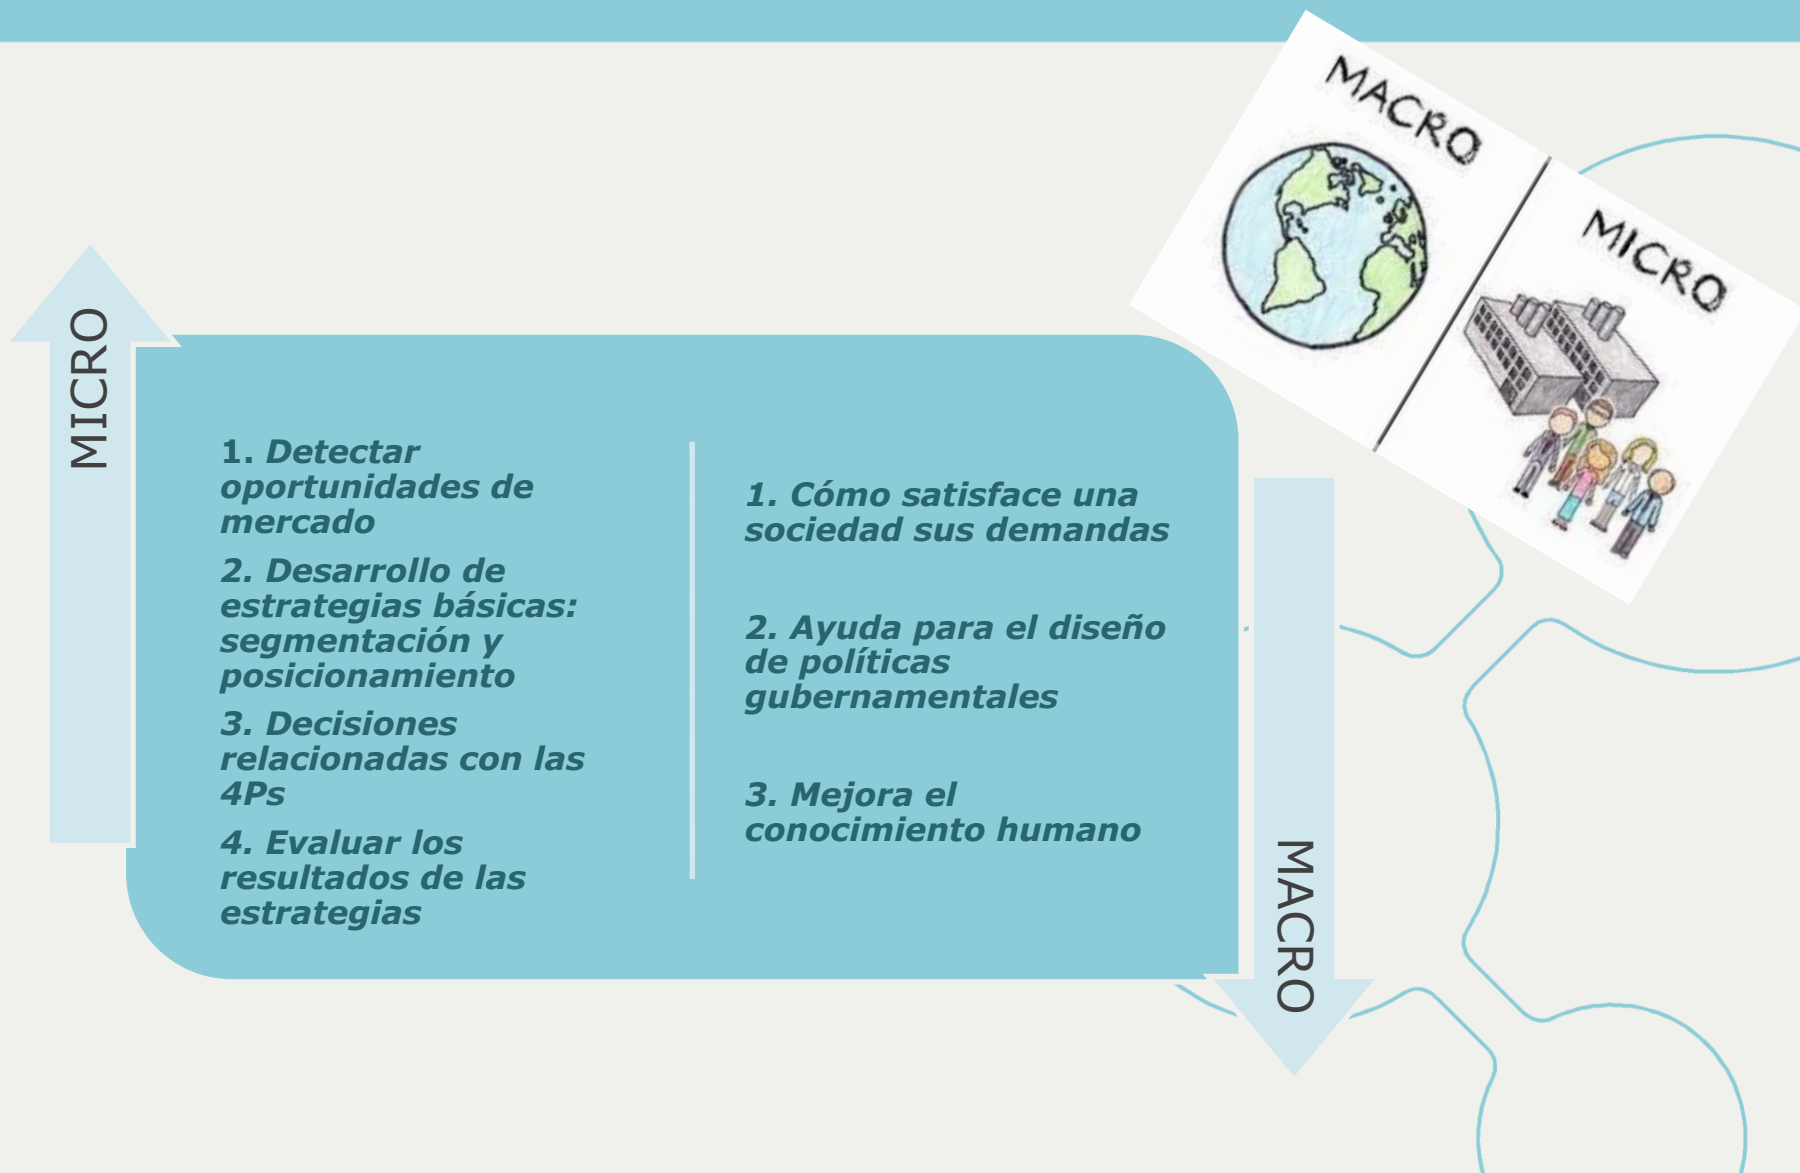 MACRO
MICRO
MICRO
1. Detectar
oportunidades de
mercado
2. Desarrollo de
estrategias básicas:
segmentación y
posicionamiento
3. Decisiones
relacionadas con las
4Ps
4. Evaluar los
resultados de las
estrategias
1. Cómo satisface una
sociedad sus demandas
2. Ayuda para el diseño
de políticas
gubernamentales
3. Mejora el
conocimiento humano
MACRO